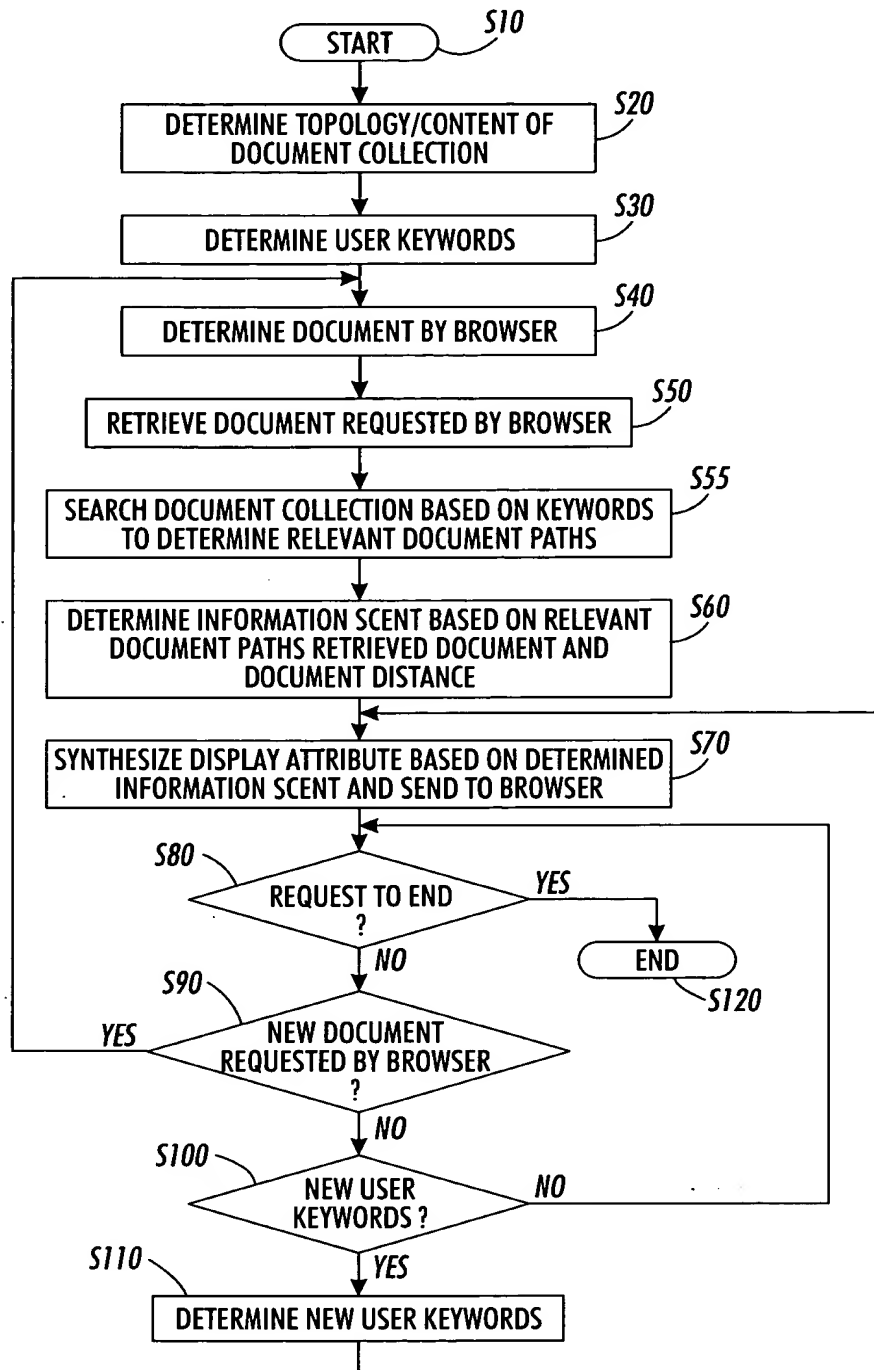 S10
START
S20
DETERMINE TOPOLOGY/CONTENT OF
DOCUMENT COLLECTION
S30
DETERMINE USER KEYWORDS
S40
DETERMINE DOCUMENT BY BROWSER
S50
RETRIEVE DOCUMENT REQUESTED BY BROWSER
S55
SEARCH DOCUMENT COLLECTION BASED ON KEYWORDS
TO DETERMINE RELEVANT DOCUMENT PATHS
S60
DETERMINE INFORMATION SCENT BASED ON RELEVANT
DOCUMENT PATHS RETRIEVED DOCUMENT AND
DOCUMENT DISTANCE
S70
SYNTHESIZE DISPLAY ATTRIBUTE BASED ON DETERMINED
INFORMATION SCENT AND SEND TO BROWSER
S80
REQUEST TO END
?
YES
END
S120
NO
S90
NEW DOCUMENT
REQUESTED BY BROWSER
?
YES
NO
S100
NEW USER
KEYWORDS ?
NO
YES
S110
DETERMINE NEW USER KEYWORDS